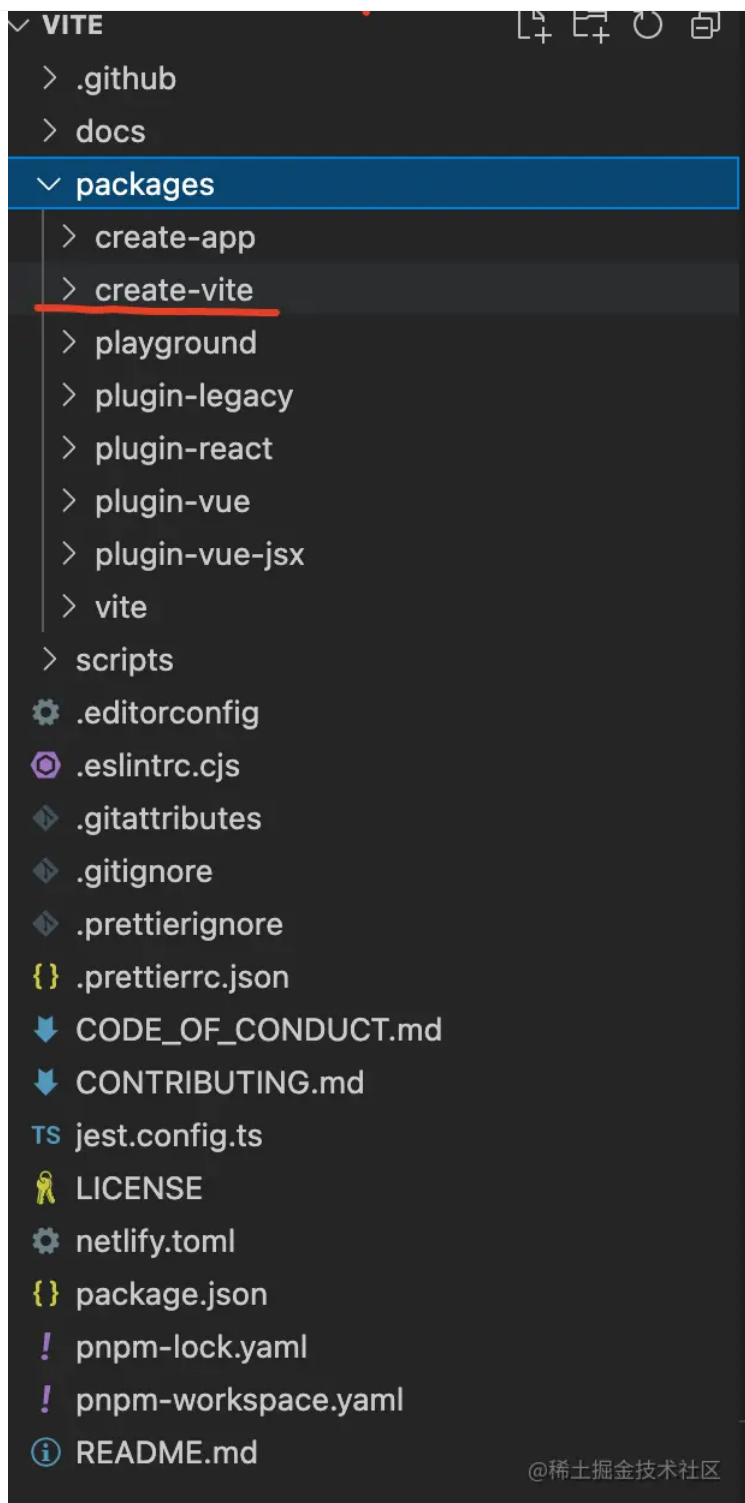 VITE
.github
docs
packages
create-app
create-vite
playground
plugin-legacy
plugin-react
plugin-vue
plugin-vue-jsx
vite
scripts
.editorconfig
.eslintrc.cjs
.gitattributes
.gitignore
.prettierignore
{} .prettierrc.json
CODE_OF_CONDUCT.md
CONTRIBUTING.md
TS jest.config.ts
LICENSE
netlify.toml
{} package.json
! pnpm-lock.yaml
! pnpm-workspace.yaml
README.md
@稀土掘金技术社区